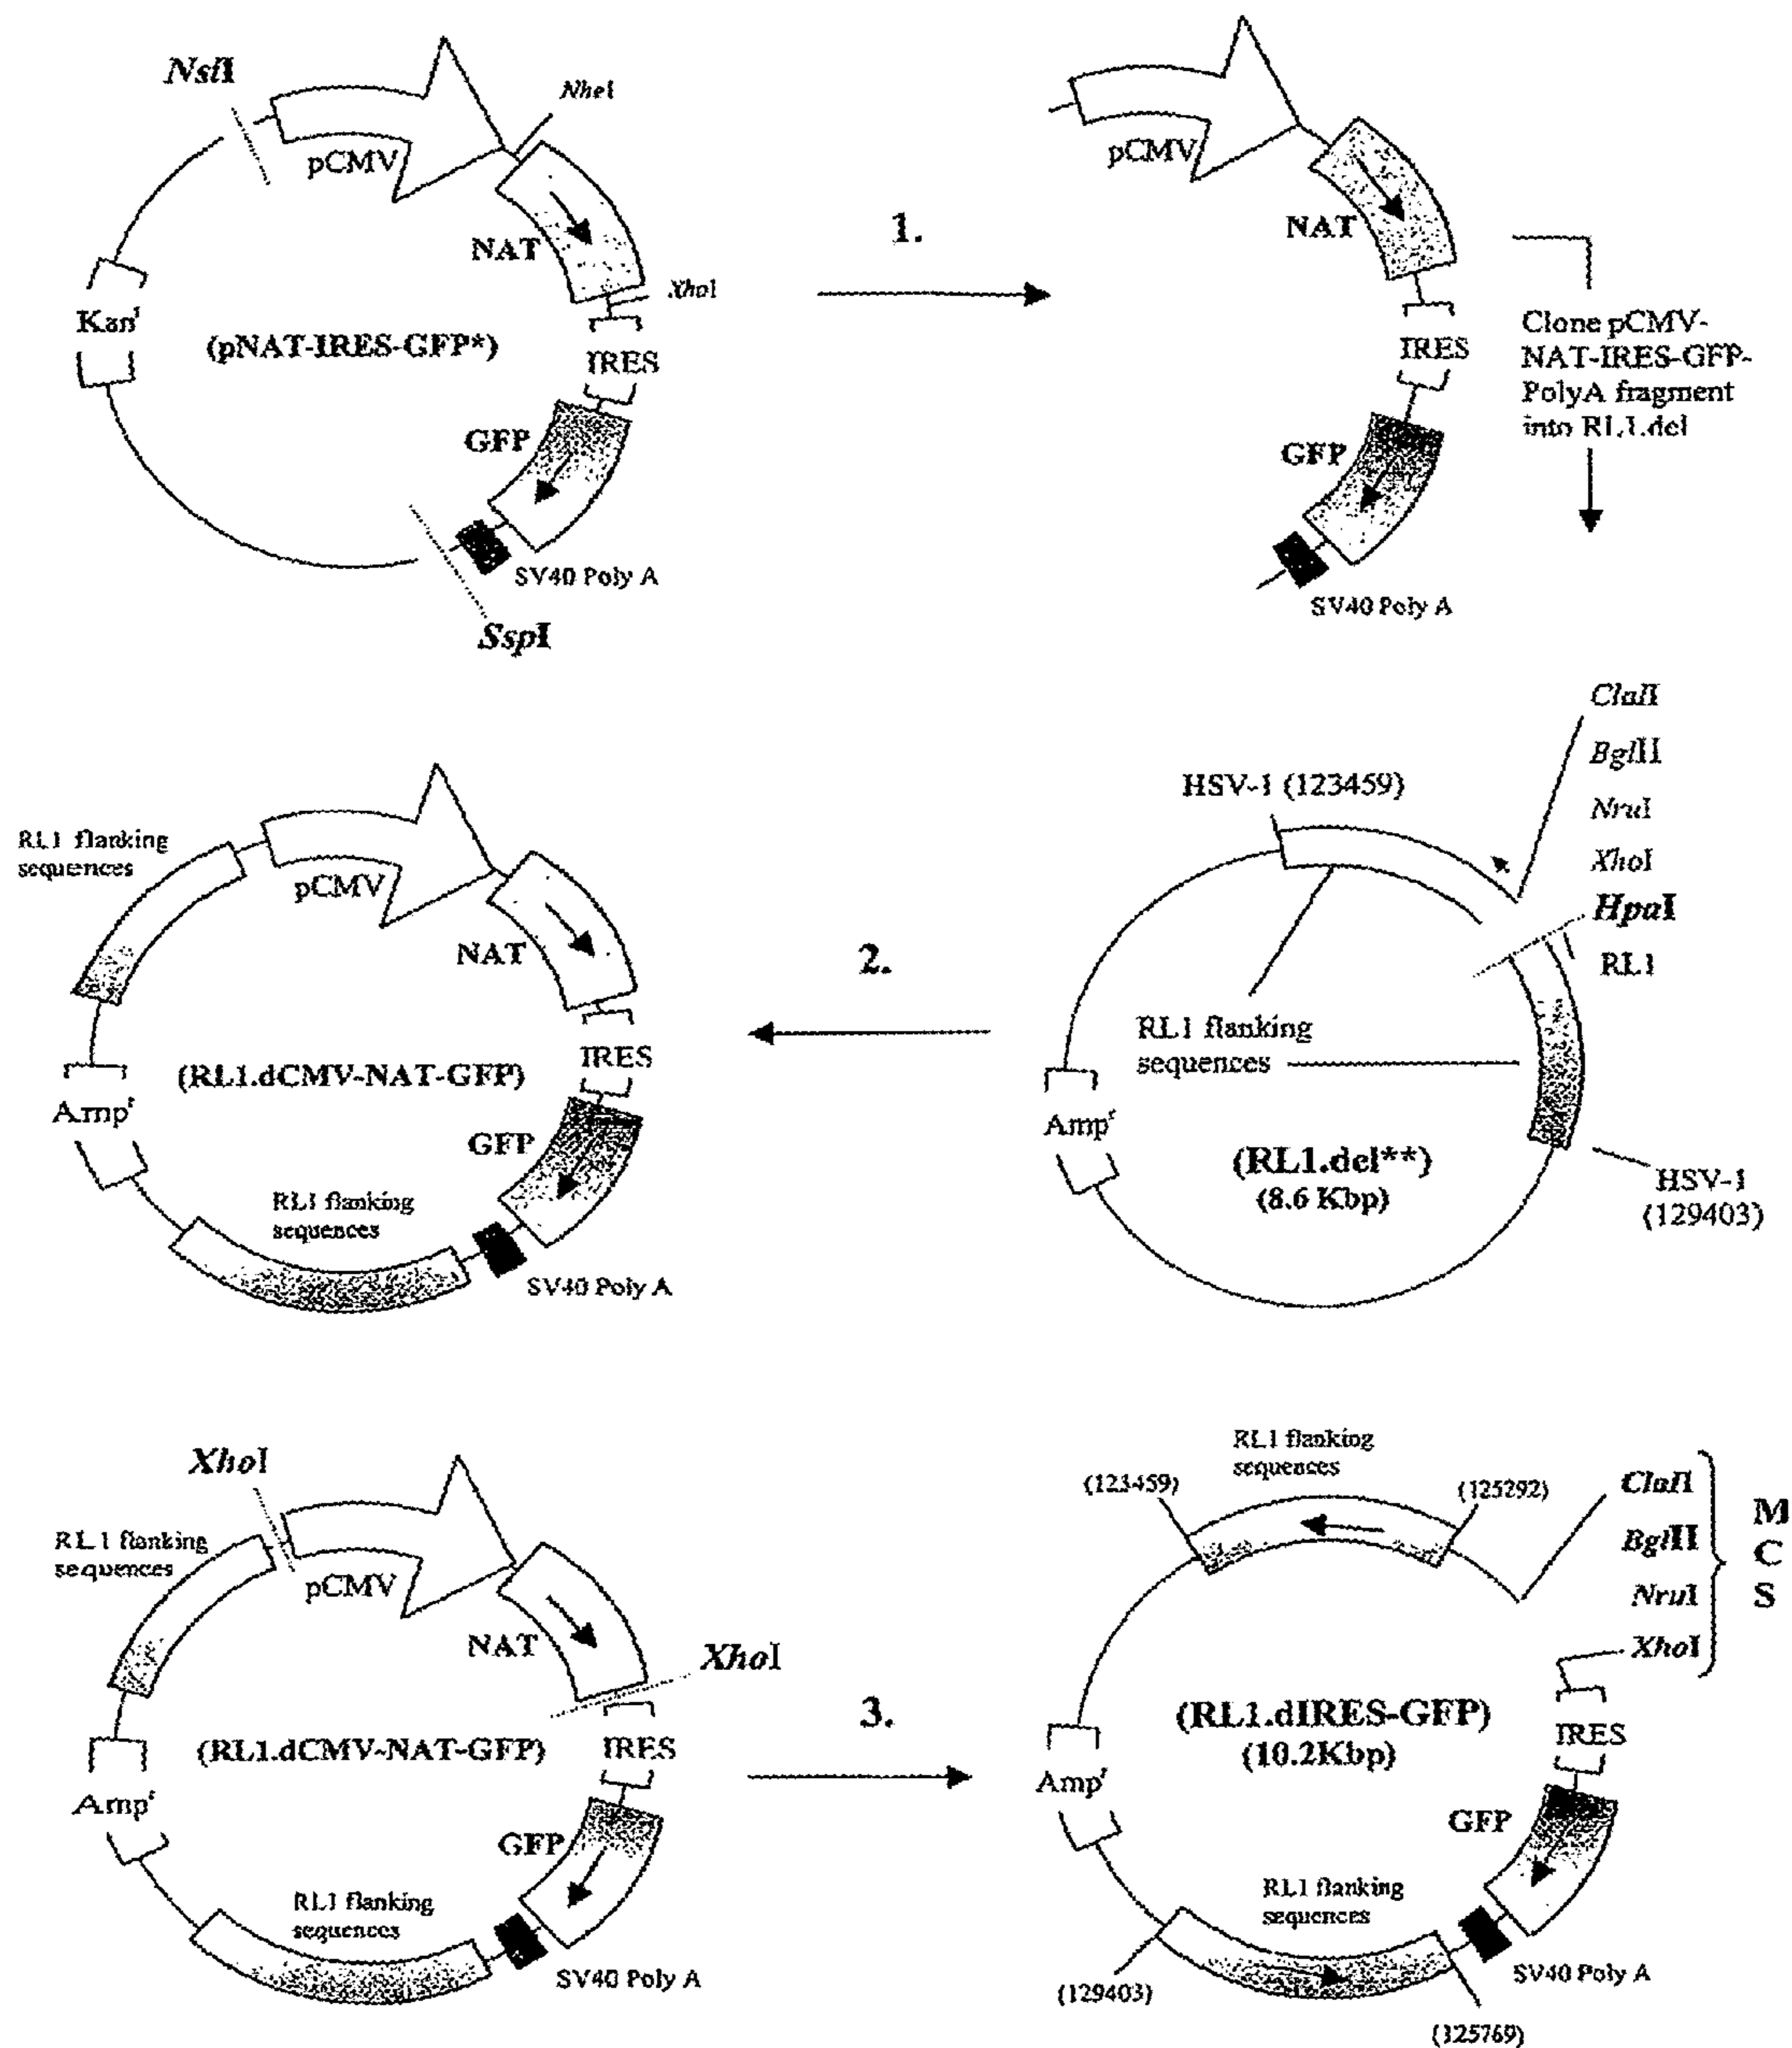 NsiI
NheI
pCMV
NAT
XhoI
Kanr
(pNAT-IRES-GFP*)
IRES
GFP
SV40 Poly A
SspI
1.
pCMV
NAT
IRES
GFP
SV40 Poly A
Clone pCMV-
NAT-IRES-GFP-
PolyA fragment
into RL1.del
RL1 flanking
sequences
pCMV
NAT
IRES
(RL1.dCMV-NAT-GFP)
Ampr
GFP
RL1 flanking
sequences
SV40 Poly A
2.
HSV-1 (123459)
ClaI
BglII
NruI
XhoI
HpaI
RL1
RL1 flanking
sequences
Ampr
(RL1.del**)
(8.6 Kbp)
HSV-1
(129403)
XhoI
RL1 flanking
sequences
pCMV
NAT
XhoI
(RL1.dCMV-NAT-GFP)
IRES
Ampr
GFP
RL1 flanking
sequences
SV40 Poly A
3.
RL1 flanking
sequences
(123459)
(125292)
ClaI
BglII
NruI
XhoI
M
C
S
(RL1.dIRES-GFP)
(10.2Kbp)
IRES
Ampr
GFP
RL1 flanking
sequences
SV40 Poly A
(129403)
(125769)